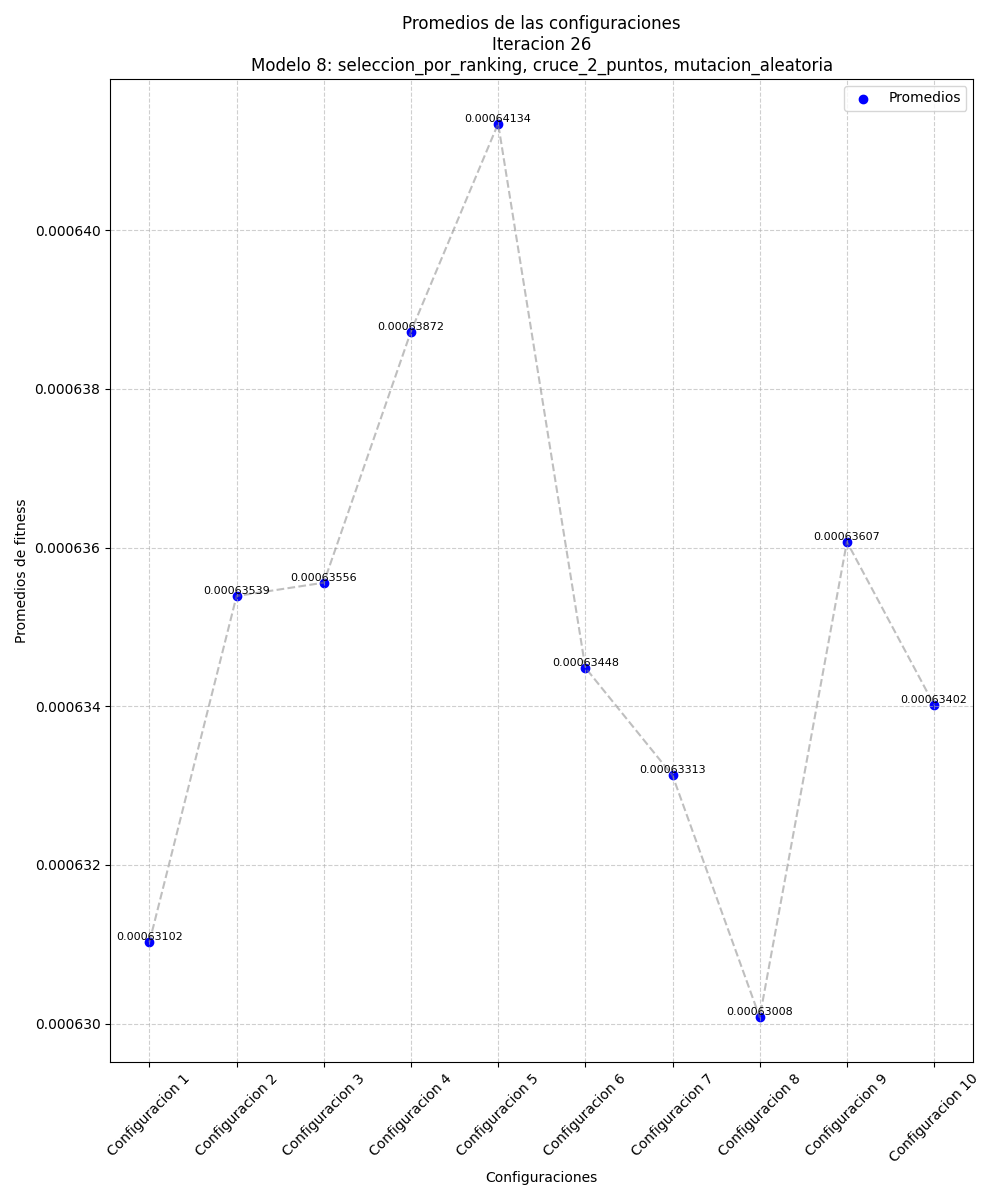 Promedios de las configuraciones
Iteracion 26
Modelo 8: seleccion_por_ranking, cruce_2_puntos, mutacion_aleatoria
Promedios
0.00064134
0.000640
0.00063872
0.000638
0.00063607
0.000636
0.00063556
0.00063539
0.00063448
0.000634
0.00063402
0.00063313
0.000632
0.00063102
0.00063008
0.000630
Promedios de fitness
Configuracion 1
Configuracion 2
Configuracion 3
Configuracion 4
Configuracion 5
Configuracion 6
Configuracion 7
Configuracion 8
Configuracion 9
Configuracion 10
Configuraciones